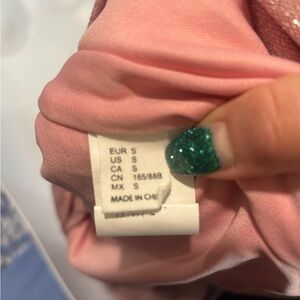 EUR S
US S
CA S
CN 165/88B
MX S
MADE IN CHI